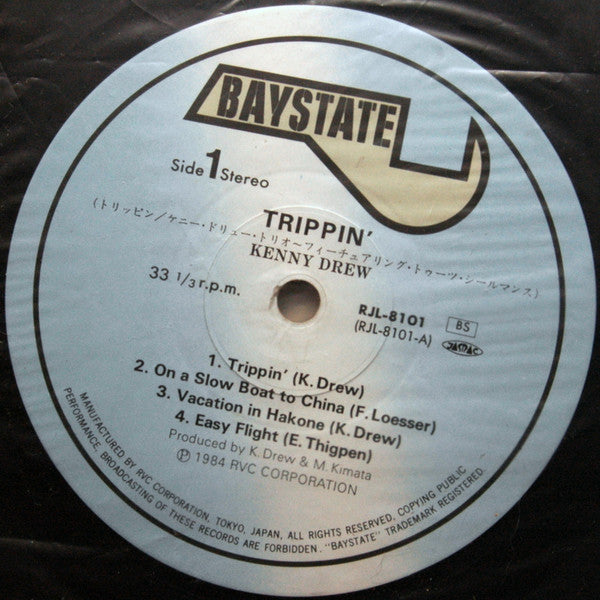 BAYSTATE
Side 1 Stereo
TRIPPIN'
(トリッピン/ケニー・ドリュー・トリオ～フィーチュアリング・トゥーツ・シールマンス)
KENNY DREW
33 1/3 r.p.m.
RJL-8101
(RJL-8101-A)
BS
JASRAC
1. Trippin' (K. Drew)
2. On a Slow Boat to China (F. Loesser)
3. Vacation in Hakone (K. Drew)
4. Easy Flight (E. Thigpen)
Produced by K. Drew & M. Kimata
Ⓟ 1984 RVC CORPORATION
MANUFACTURED BY RVC CORPORATION, TOKYO, JAPAN, ALL RIGHTS RESERVED, COPYING PUBLIC
PERFORMANCE, BROADCASTING OF THESE RECORDS ARE FORBIDDEN. "BAYSTATE" TRADEMARK REGISTERED.